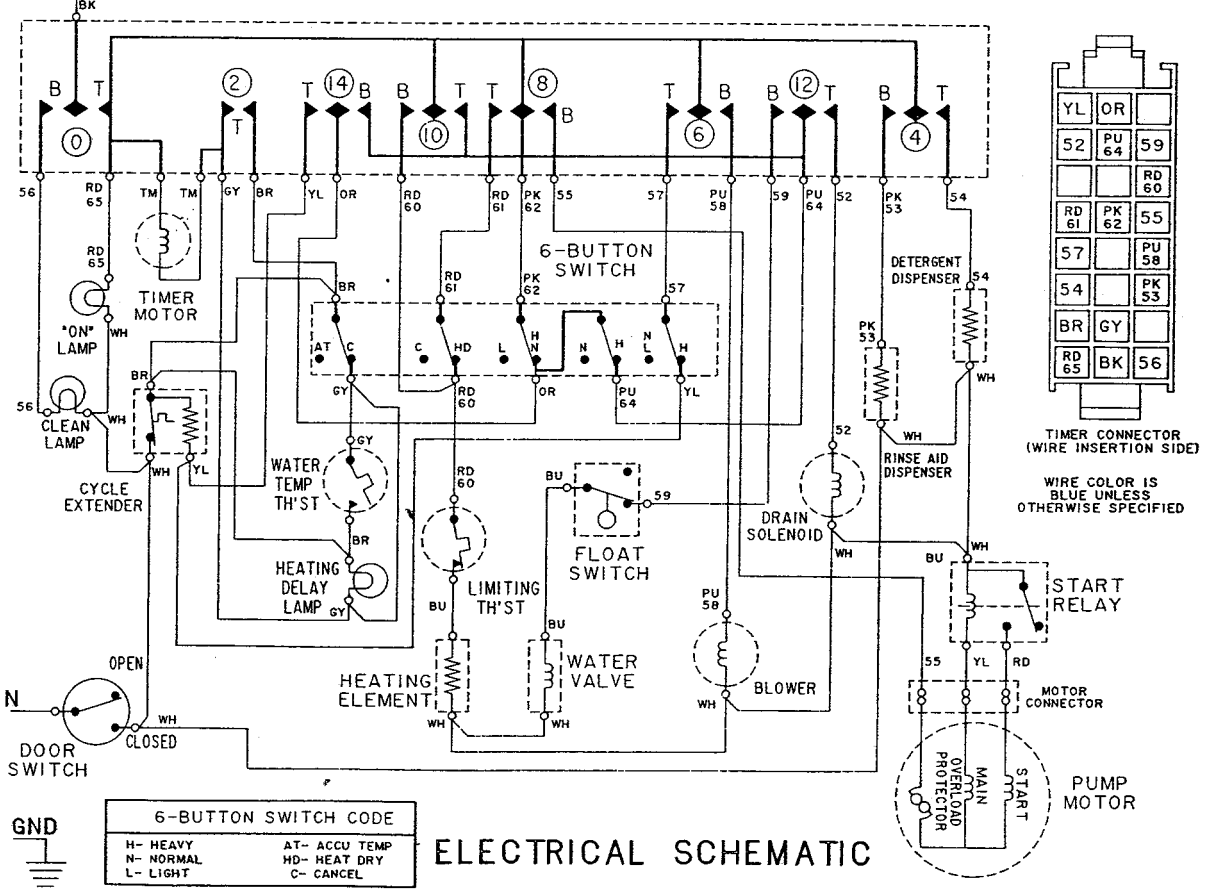 BK
B T 2 T 14 B B T T 8 T B B 12 T B T
0 T 10 B 6 4
56 RD 65 TM TM GY BR YL OR RD 60 RD 61 PK 62 55 57 PU 58 59 PU 64 52 PK 53 54
RD 65
TIMER MOTOR
"ON" LAMP
WH
6-BUTTON SWITCH
BR RD 61 PK 62 57
AT C C HD L H N N H N L H
GY RD 60 OR PU 64 YL
DETERGENT DISPENSER
54
WH
PK 53
WH
RINSE AID DISPENSER
56
CLEAN LAMP
WH
BR
WH YL
CYCLE EXTENDER
GY
WATER TEMP TH'ST
BR
HEATING DELAY LAMP
GY
RD 60
LIMITING TH'ST
BU
HEATING ELEMENT
WH
BU 59
FLOAT SWITCH
BU
WATER VALVE
WH
52
DRAIN SOLENOID
WH
PU 58
BLOWER
WH
WH
BU
START RELAY
55 YL RD
MOTOR CONNECTOR
OVERLOAD PROTECTOR
MAIN
START
PUMP MOTOR
OPEN
N
WH
CLOSED
DOOR SWITCH
GND
YL OR
52 PU 64 59
RD 60
RD 61 PK 62 55
57 PU 58
54 PK 53
BR GY
RD 65 BK 56
TIMER CONNECTOR
(WIRE INSERTION SIDE)
WIRE COLOR IS
BLUE UNLESS
OTHERWISE SPECIFIED
6-BUTTON SWITCH CODE
H- HEAVY AT- ACCU TEMP
N- NORMAL HD- HEAT DRY
L- LIGHT C- CANCEL
ELECTRICAL SCHEMATIC